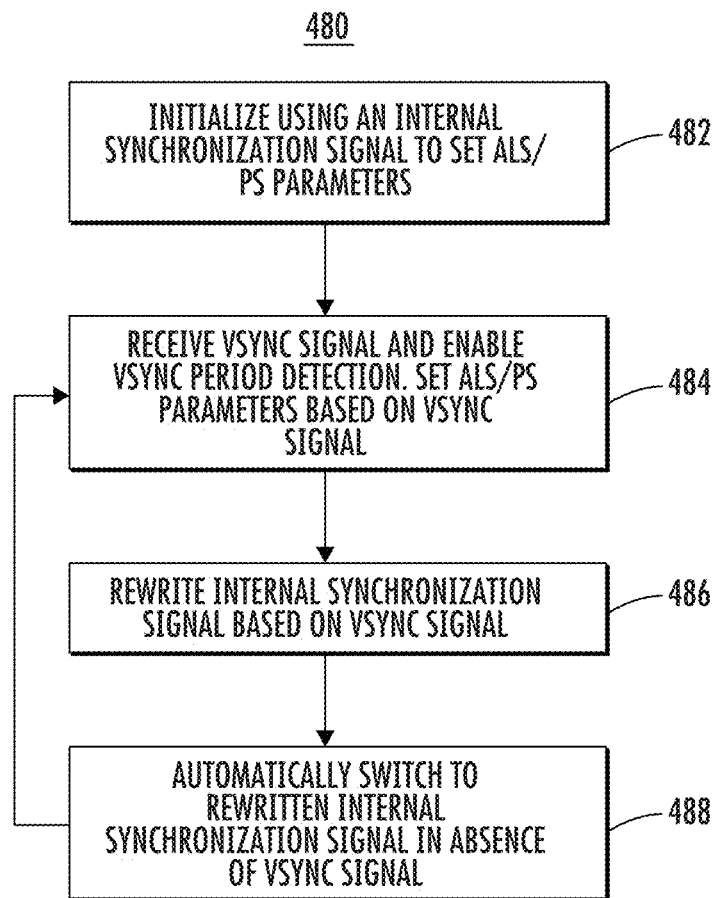 480
INITIALIZE USING AN INTERNAL
SYNCHRONIZATION SIGNAL TO SET ALS/
PS PARAMETERS
482
RECEIVE VSYNC SIGNAL AND ENABLE
VSYNC PERIOD DETECTION. SET ALS/PS
PARAMETERS BASED ON VSYNC
SIGNAL
484
REWRITE INTERNAL SYNCHRONIZATION
SIGNAL BASED ON VSYNC SIGNAL
486
AUTOMATICALLY SWITCH TO
REWRITTEN INTERNAL
SYNCHRONIZATION SIGNAL IN ABSENCE
OF VSYNC SIGNAL
488